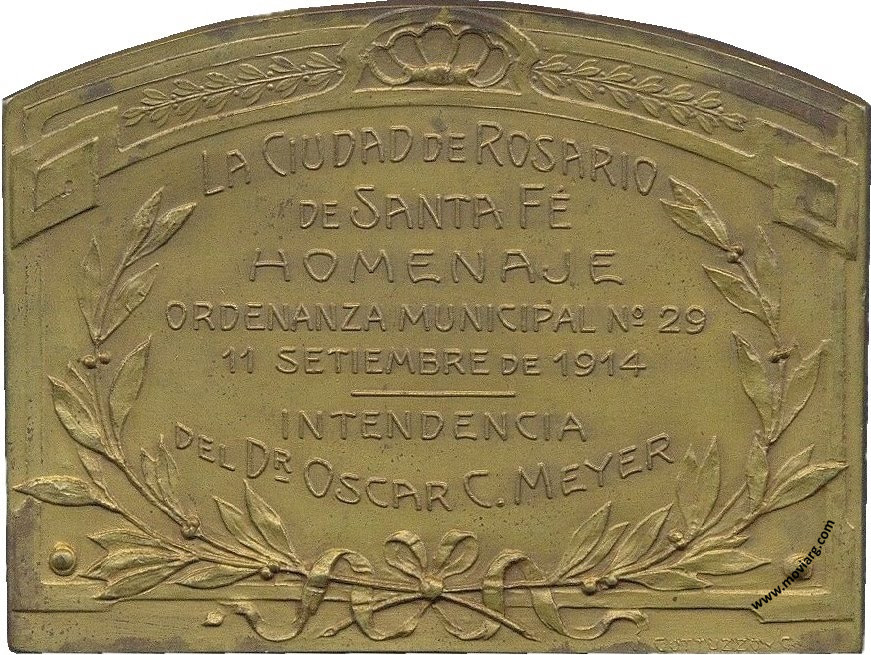 LA CIUDAD DE ROSARIO
DE SANTA FÉ
HOMENAJE
ORDENANZA MUNICIPAL Nº 29
11 SETIEMBRE DE 1914
INTENDENCIA
DEL DR OSCAR C. MEYER
www.moviarg.com